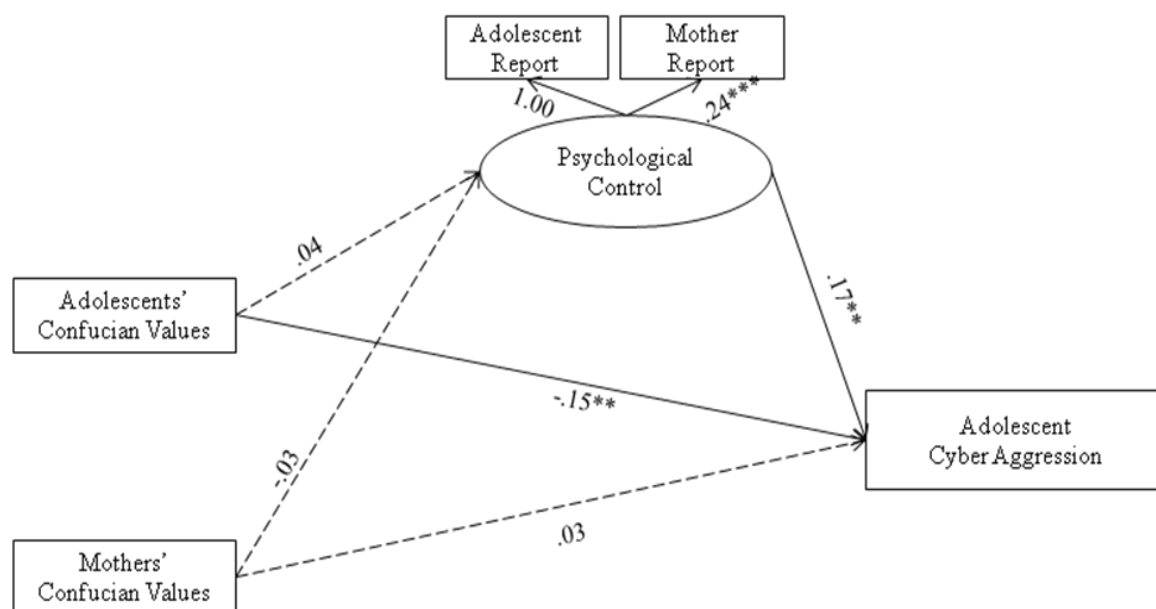 Adolescent
Report
Mother
Report
1.00
.24***
Psychological
Control
.04
.17**
Adolescents’
Confucian Values
-.15**
Adolescent
Cyber Aggression
-.03
.03
Mothers’
Confucian Values